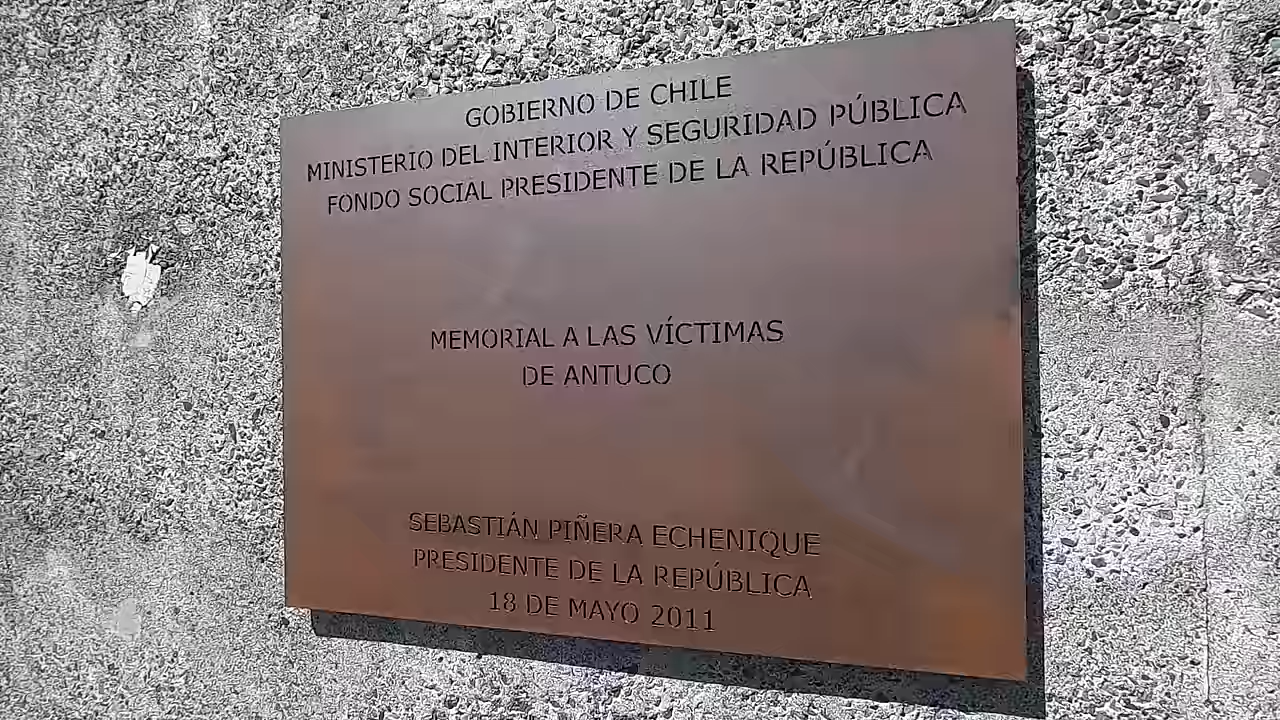 GOBIERNO DE CHILE
MINISTERIO DEL INTERIOR Y SEGURIDAD PÚBLICA
FONDO SOCIAL PRESIDENTE DE LA REPÚBLICA
MEMORIAL A LAS VÍCTIMAS
DE ANTUCO
SEBASTIÁN PIÑERA ECHENIQUE
PRESIDENTE DE LA REPÚBLICA
18 DE MAYO 2011